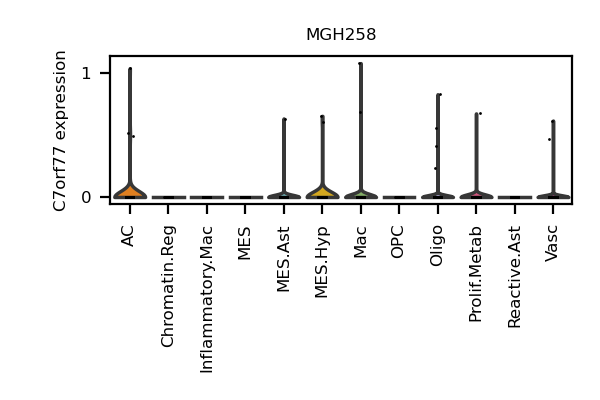 MGH258
C7orf77 expression
1
0
AC
Chromatin.Reg
Inflammatory.Mac
MES
MES.Ast
MES.Hyp
Mac
OPC
Oligo
Prolif.Metab
Reactive.Ast
Vasc